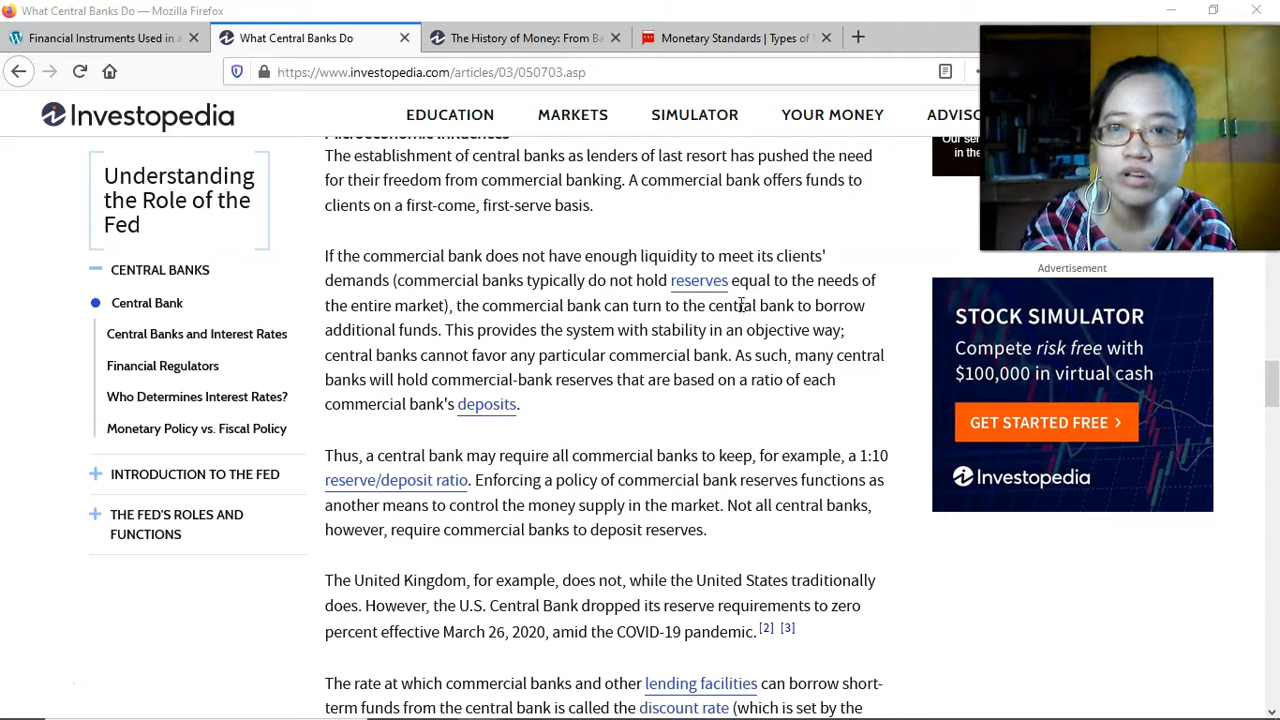 What Central Banks Do — Mozilla Firefox
Financial Instruments Used in a
What Central Banks Do
The History of Money: From Ba
Monetary Standards | Types of
https://www.investopedia.com/articles/03/050703.asp
Investopedia
EDUCATION MARKETS SIMULATOR YOUR MONEY ADVISO
Our se
in the
Understanding
the Role of the
Fed
CENTRAL BANKS
Central Bank
Central Banks and Interest Rates
Financial Regulators
Who Determines Interest Rates?
Monetary Policy vs. Fiscal Policy
INTRODUCTION TO THE FED
THE FED'S ROLES AND
FUNCTIONS
The establishment of central banks as lenders of last resort has pushed the need
for their freedom from commercial banking. A commercial bank offers funds to
clients on a first-come, first-serve basis.
If the commercial bank does not have enough liquidity to meet its clients'
demands (commercial banks typically do not hold reserves equal to the needs of
the entire market), the commercial bank can turn to the central bank to borrow
additional funds. This provides the system with stability in an objective way;
central banks cannot favor any particular commercial bank. As such, many central
banks will hold commercial-bank reserves that are based on a ratio of each
commercial bank's deposits.
Thus, a central bank may require all commercial banks to keep, for example, a 1:10
reserve/deposit ratio. Enforcing a policy of commercial bank reserves functions as
another means to control the money supply in the market. Not all central banks,
however, require commercial banks to deposit reserves.
The United Kingdom, for example, does not, while the United States traditionally
does. However, the U.S. Central Bank dropped its reserve requirements to zero
percent effective March 26, 2020, amid the COVID-19 pandemic. [2] [3]
The rate at which commercial banks and other lending facilities can borrow short-
term funds from the central bank is called the discount rate (which is set by the
Advertisement
STOCK SIMULATOR
Compete risk free with
$100,000 in virtual cash
GET STARTED FREE >
Investopedia